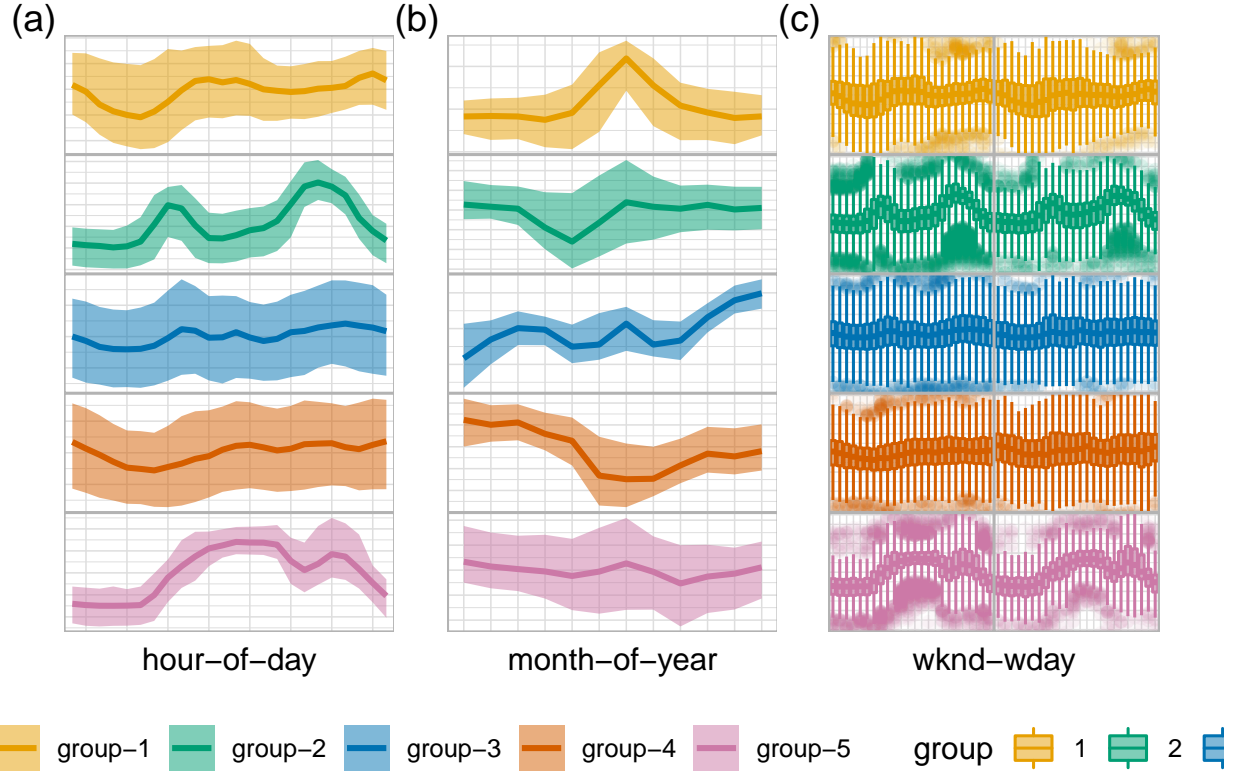 (a) (b) (c)
hour−of−day month−of−year wknd−wday
group−1 group−2 group−3 group−4 group−5 group 1 2